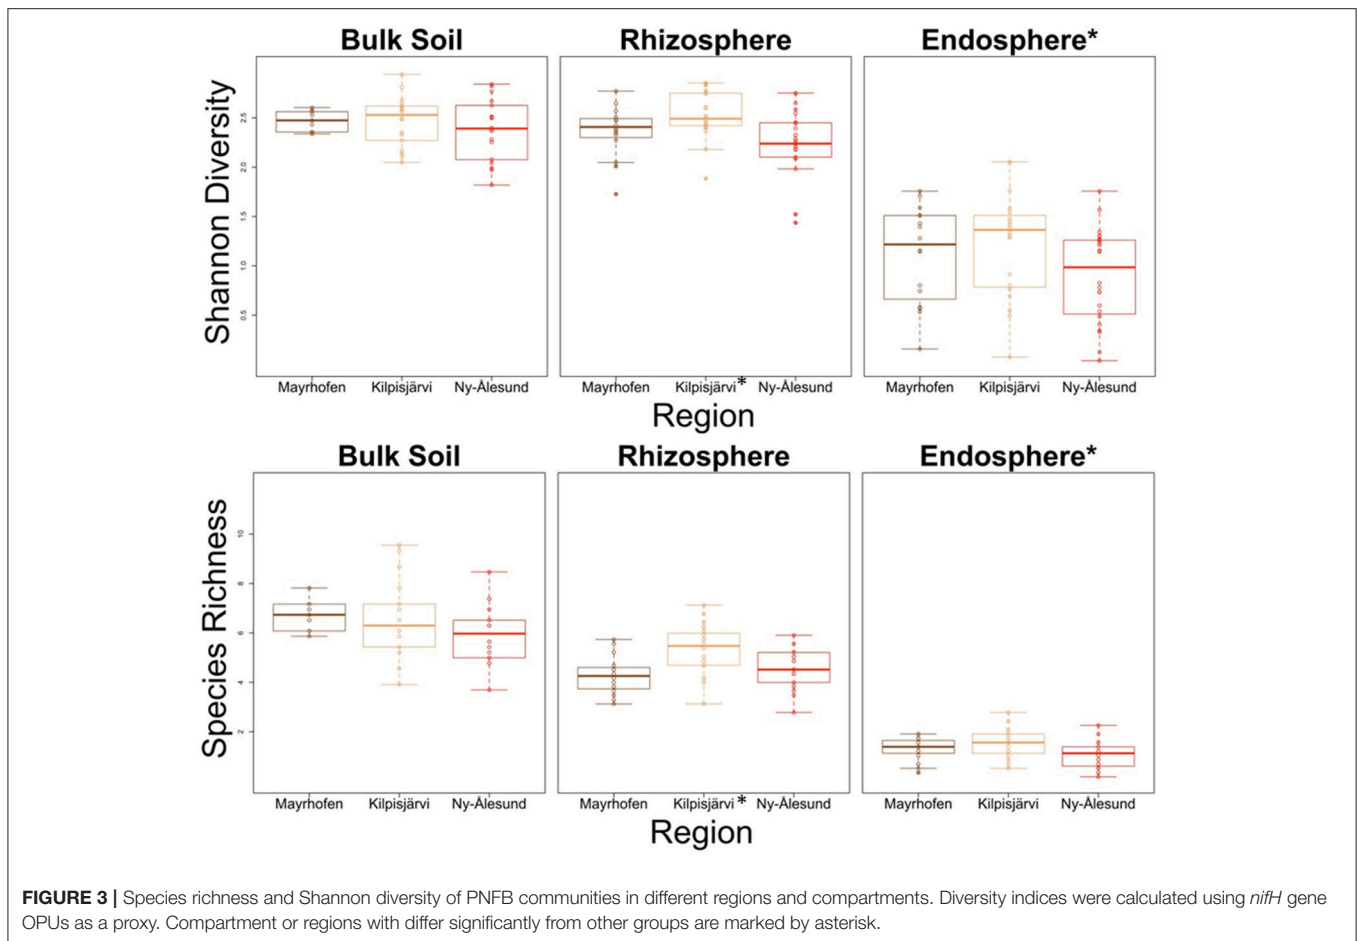 Bulk Soil Rhizosphere Endosphere*
Shannon Diversity
2.5
2.0
1.5
1.0
0.5
Mayrhofen Kilpisjärvi Ny-Ålesund Mayrhofen Kilpisjärvi* Ny-Ålesund Mayrhofen Kilpisjärvi Ny-Ålesund
Region
Bulk Soil Rhizosphere Endosphere*
Species Richness
10
8
6
4
2
Mayrhofen Kilpisjärvi Ny-Ålesund Mayrhofen Kilpisjärvi* Ny-Ålesund Mayrhofen Kilpisjärvi Ny-Ålesund
Region
FIGURE 3 | Species richness and Shannon diversity of PNFB communities in different regions and compartments. Diversity indices were calculated using nifH gene
OPUs as a proxy. Compartment or regions with differ significantly from other groups are marked by asterisk.